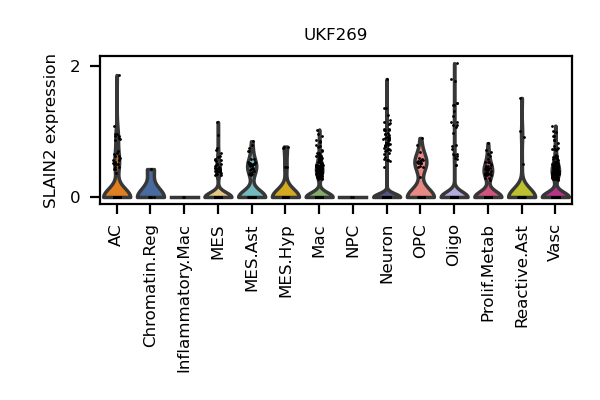 UKF269
SLAIN2 expression
2
0
AC
Chromatin.Reg
Inflammatory.Mac
MES
MES.Ast
MES.Hyp
Mac
NPC
Neuron
OPC
Oligo
Prolif.Metab
Reactive.Ast
Vasc